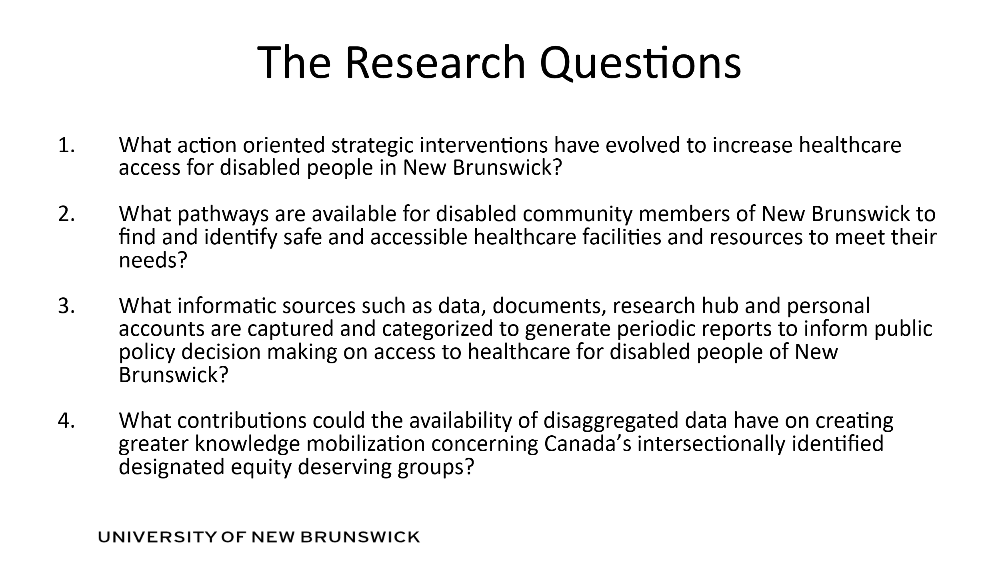 The Research Questions
1. What action oriented strategic interventions have evolved to increase healthcare
access for disabled people in New Brunswick?
2. What pathways are available for disabled community members of New Brunswick to
find and identify safe and accessible healthcare facilities and resources to meet their
needs?
3. What informatic sources such as data, documents, research hub and personal
accounts are captured and categorized to generate periodic reports to inform public
policy decision making on access to healthcare for disabled people of New
Brunswick?
4. What contributions could the availability of disaggregated data have on creating
greater knowledge mobilization concerning Canada’s intersectionally identified
designated equity deserving groups?
UNIVERSITY OF NEW BRUNSWICK